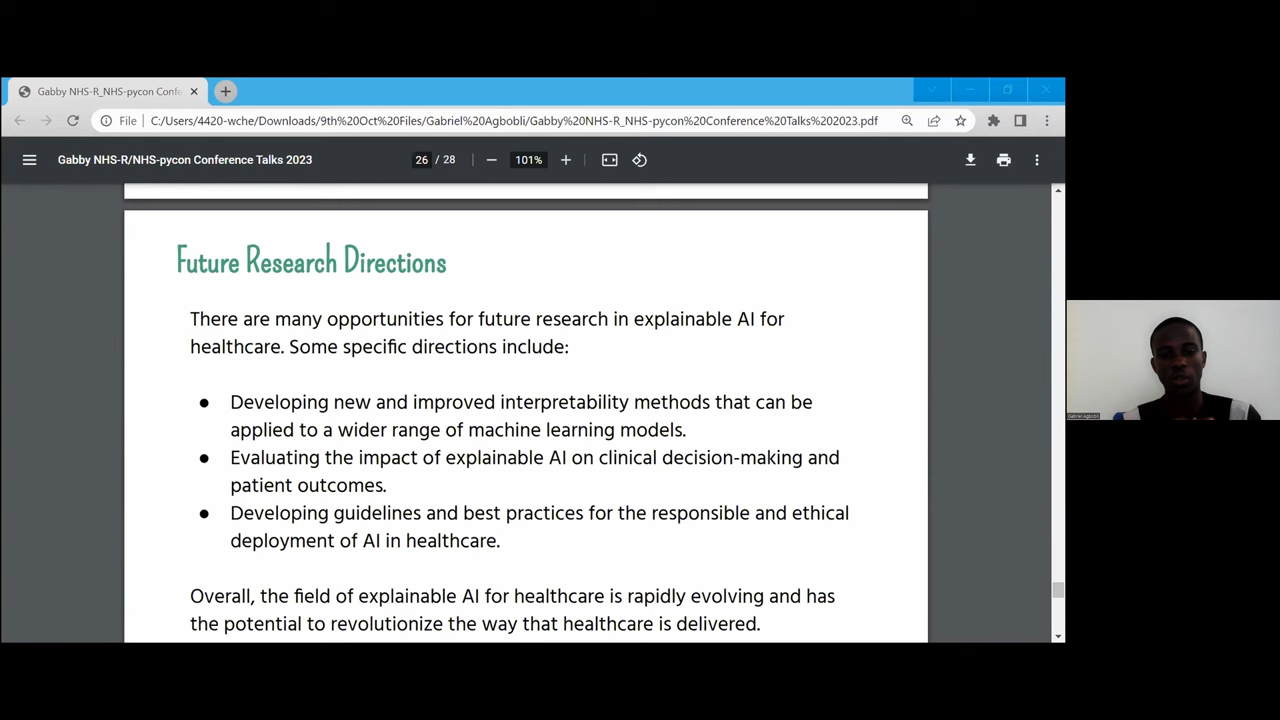 Gabby NHS-R_NHS-pycon Confe
File C:/Users/4420-wche/Downloads/9th%20Oct%20Files/Gabriel%20Agbobli/Gabby%20NHS-R_NHS-pycon%20Conference%20Talks%202023.pdf
Gabby NHS-R/NHS-pycon Conference Talks 2023
26 / 28
101%
Future Research Directions
There are many opportunities for future research in explainable AI for
healthcare. Some specific directions include:
● Developing new and improved interpretability methods that can be
applied to a wider range of machine learning models.
● Evaluating the impact of explainable AI on clinical decision-making and
patient outcomes.
● Developing guidelines and best practices for the responsible and ethical
deployment of AI in healthcare.
Overall, the field of explainable AI for healthcare is rapidly evolving and has
the potential to revolutionize the way that healthcare is delivered.
Gabriel Agbobli